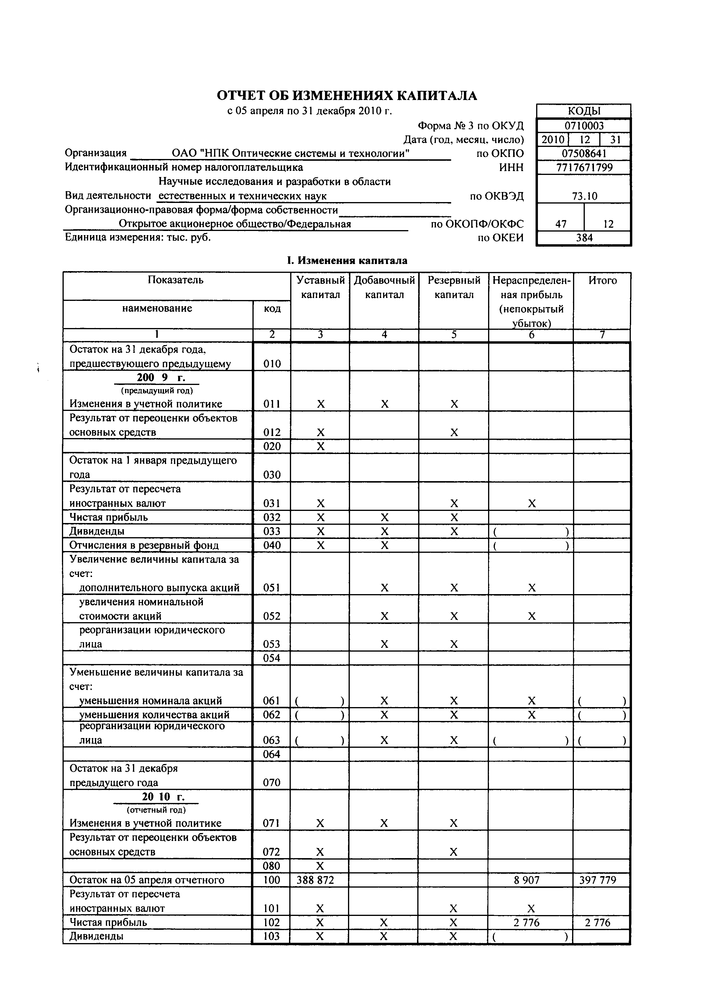 ОТЧЕТ ОБ ИЗМЕНЕНИЯХ КАПИТАЛА
с 05 апреля по 31 декабря 2010 г.
КОДЫ
Форма № 3 по ОКУД 0710003
Дата (год, месяц, число) 2010 12 31
Организация ОАО "НПК Оптические системы и технологии" по ОКПО 07508641
Идентификационный номер налогоплательщика ИНН 7717671799
Научные исследования и разработки в области
Вид деятельности естественных и технических наук по ОКВЭД 73.10
Организационно-правовая форма/форма собственности
Открытое акционерное общество/Федеральная по ОКОПФ/ОКФС 47 12
Единица измерения: тыс. руб. по ОКЕИ 384
I. Изменения капитала
Показатель Уставный Добавочный Резервный Нераспределен- Итого
капитал капитал капитал ная прибыль
наименование код (непокрытый
убыток)
1 2 3 4 5 6 7
Остаток на 31 декабря года,
предшествующего предыдущему 010
200 9 г.
(предыдущий год)
Изменения в учетной политике 011 X X X
Результат от переоценки объектов
основных средств 012 X X
020 X
Остаток на 1 января предыдущего
года 030
Результат от пересчета
иностранных валют 031 X X X
Чистая прибыль 032 X X X
Дивиденды 033 X X X ( )
Отчисления в резервный фонд 040 X X ( )
Увеличение величины капитала за
счет:
дополнительного выпуска акций 051 X X X
увеличения номинальной
стоимости акций 052 X X X
реорганизации юридического
лица 053 X X
054
Уменьшение величины капитала за
счет:
уменьшения номинала акций 061 ( ) X X X ( )
уменьшения количества акций 062 ( ) X X X ( )
реорганизации юридического
лица 063 ( ) X X ( ) ( )
064
Остаток на 31 декабря
предыдущего года 070
20 10 г.
(отчетный год)
Изменения в учетной политике 071 X X X
Результат от переоценки объектов
основных средств 072 X X
080 X
Остаток на 05 апреля отчетного 100 388 872 8 907 397 779
Результат от пересчета
иностранных валют 101 X X X
Чистая прибыль 102 X X X 2 776 2 776
Дивиденды 103 X X X ( )